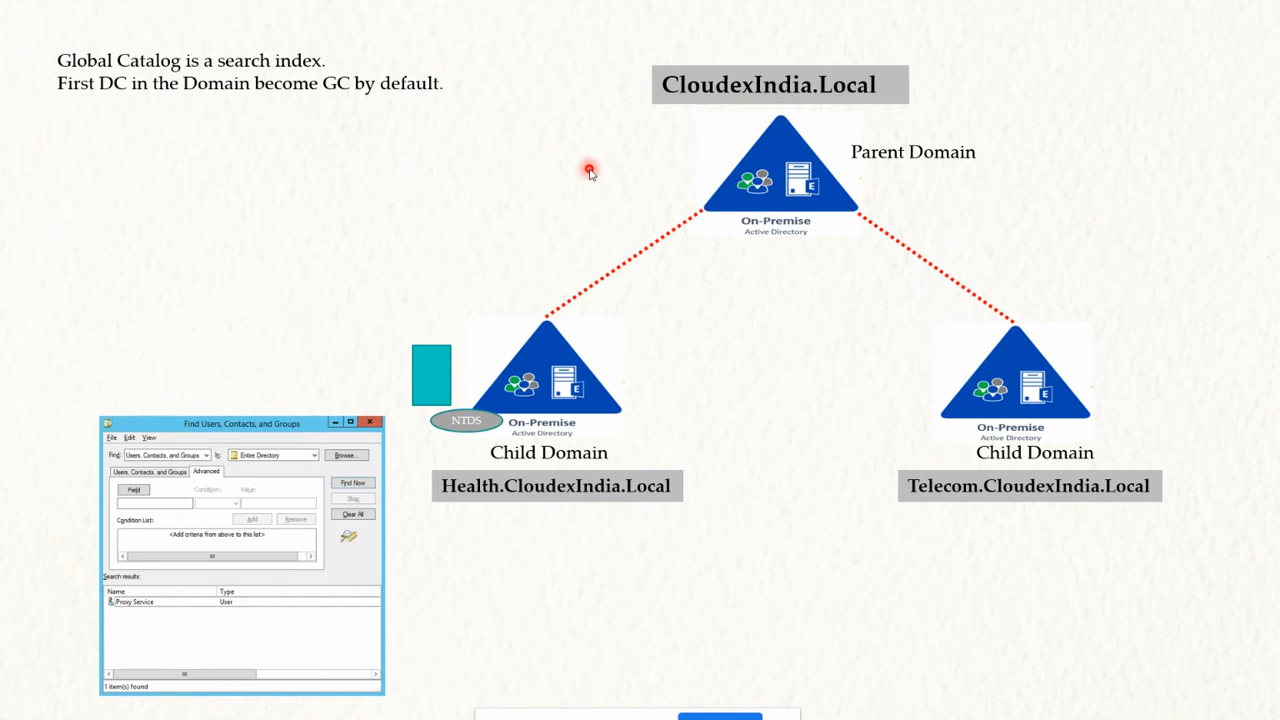 Global Catalog is a search index.
First DC in the Domain become GC by default.
CloudexIndia.Local
Parent Domain
E
On-Premise
Active Directory
E
NTDS
On-Premise
Active Directory
Child Domain
Health.CloudexIndia.Local
E
On-Premise
Active Directory
Child Domain
Telecom.CloudexIndia.Local
Find Users, Contacts, and Groups
File Edit View
Find: Users, Contacts, and Groups In: Entire Directory Browse...
Users, Contacts, and Groups Advanced
Find Now
Field Condition: Value:
Stop
Clear All
Condition List: Add Remove
<Add criteria from above to this list>
Search results:
Name Type
Proxy Service User
1 item(s) found